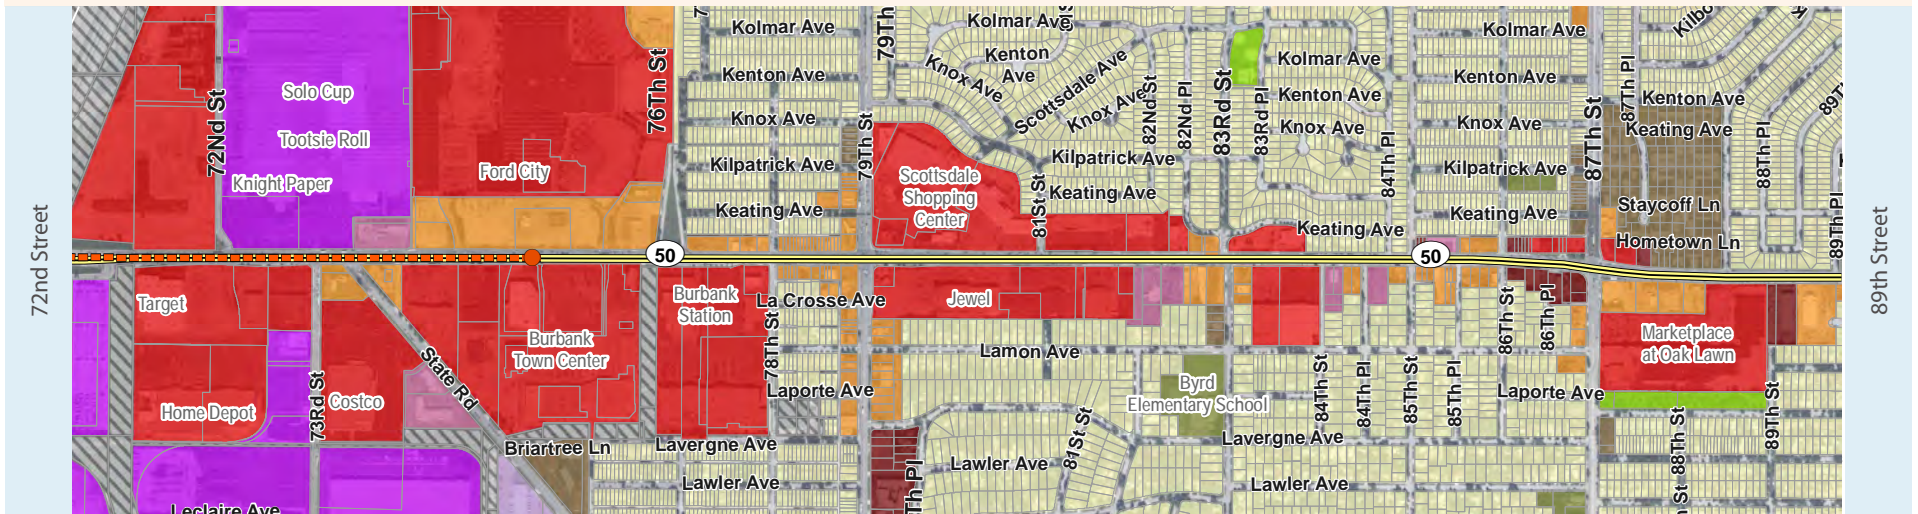 72nd Street
72Nd St
Solo Cup
Tootsie Roll
Knight Paper
Ford City
76Th St
Kolmar Ave
Kenton Ave
Knox Ave
Kilpatrick Ave
Keating Ave
79Th
79Th St
Kolmar Ave
Kenton
Ave
Knox Ave
Scottsdale Ave
Knox Ave
Kilpatrick Ave
Keating Ave
Scottsdale
Shopping
Center
81St St
82Nd St
82Nd Pl
83Rd St
83Rd Pl
Kolmar Ave
Kenton Ave
Knox Ave
84Th Pl
Keating Ave
Kolmar Ave
Kenton Ave
Knox Ave
Kilpatrick Ave
Keating Ave
87Th St
87Th Pl
Kenton Ave
Keating Ave
Staycoff Ln
Hometown Ln
88Th Pl
89Th Pl
89th Street
50
50
Target
Home Depot
73Rd St
Costco
State Rd
Burbank
Town Center
Burbank
Station
La Crosse Ave
78Th St
Laporte Ave
Briartree Ln
Lavergne Ave
Lawler Ave
Leclaire Ave
Jewel
Lamon Ave
Byrd
Elementary School
Lawler Ave
81St St
Th Pl
Lavergne Ave
Lawler Ave
84Th St
84Th Pl
85Th St
85Th Pl
86Th St
86Th Pl
Laporte Ave
Marketplace
at Oak Lawn
88Th St
89Th St